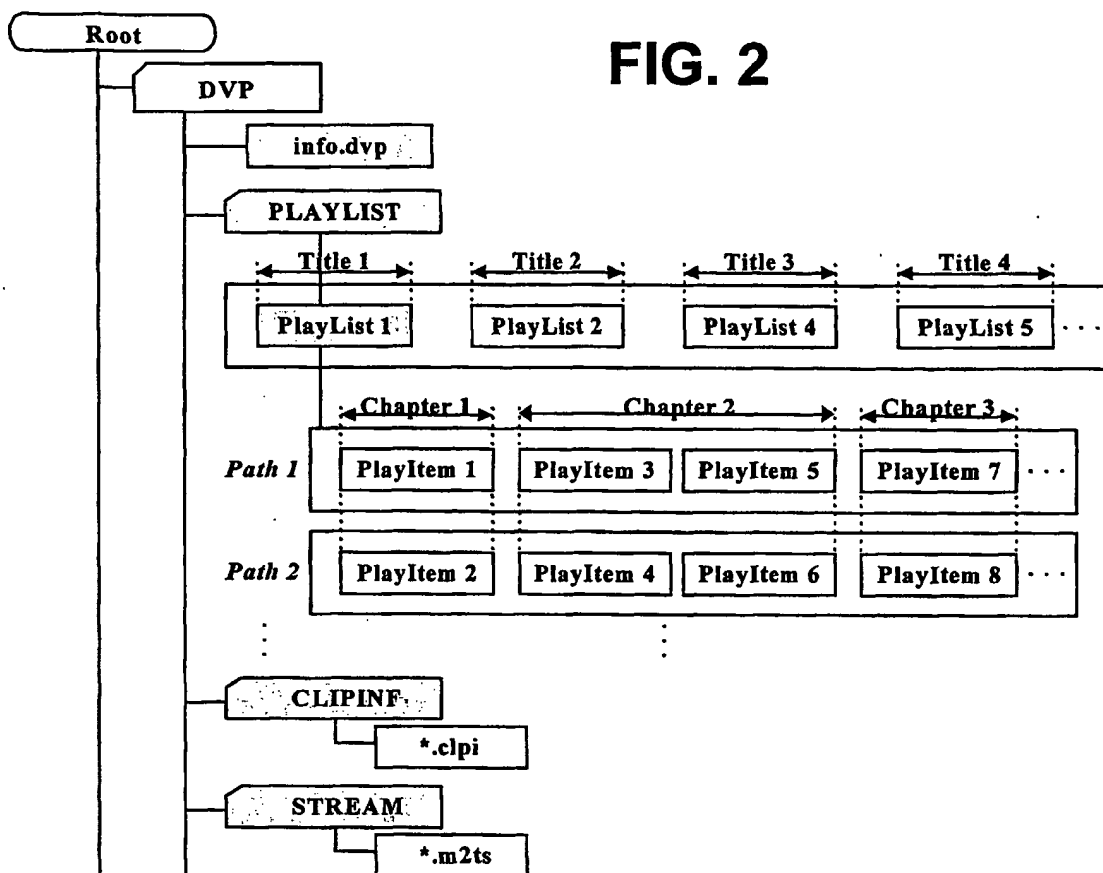 Root
FIG. 2
DVP
info.dvp
PLAYLIST
Title 1 Title 2 Title 3 Title 4
PlayList 1 PlayList 2 PlayList 4 PlayList 5 · · ·
Chapter 1 Chapter 2 Chapter 3
Path 1 PlayItem 1 PlayItem 3 PlayItem 5 PlayItem 7 · · ·
Path 2 PlayItem 2 PlayItem 4 PlayItem 6 PlayItem 8 · · ·
CLIPINF
*.clpi
STREAM
*.m2ts